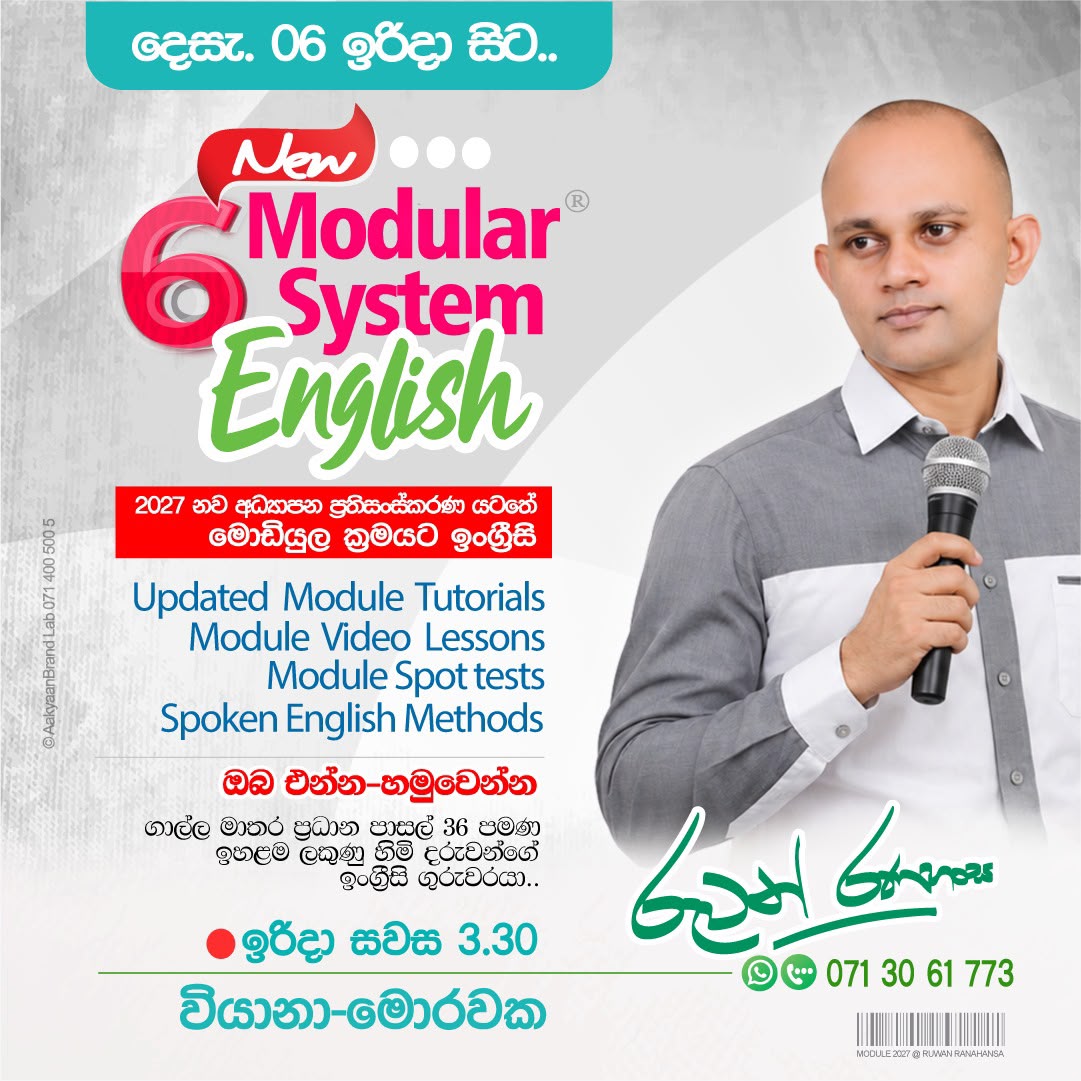 දෙසැ. 06 ඉරිදා සිට..
New
6 Modular®
System
English
2027 නව අධ්‍යාපන ප්‍රතිසංස්කරණ යටතේ
මොඩියුල ක්‍රමයට ඉංග්‍රීසි
Updated Module Tutorials
Module Video Lessons
Module Spot tests
Spoken English Methods
ඔබ එන්න-හමුවෙන්න
ගාල්ල මාතර ප්‍රධාන පාසල් 36 පමණ
ඉහළම ලකුණු හිමි දරුවන්ගේ
ඉංග්‍රීසි ගුරුවරයා..
ඉරිදා සවස 3.30
වියානා-මොරවක
රුවන් රණහංස
071 30 61 773
MODULE 2027 @ RUWAN RANAHANSA
©AakyaanBrand Lab 071 400 500 5